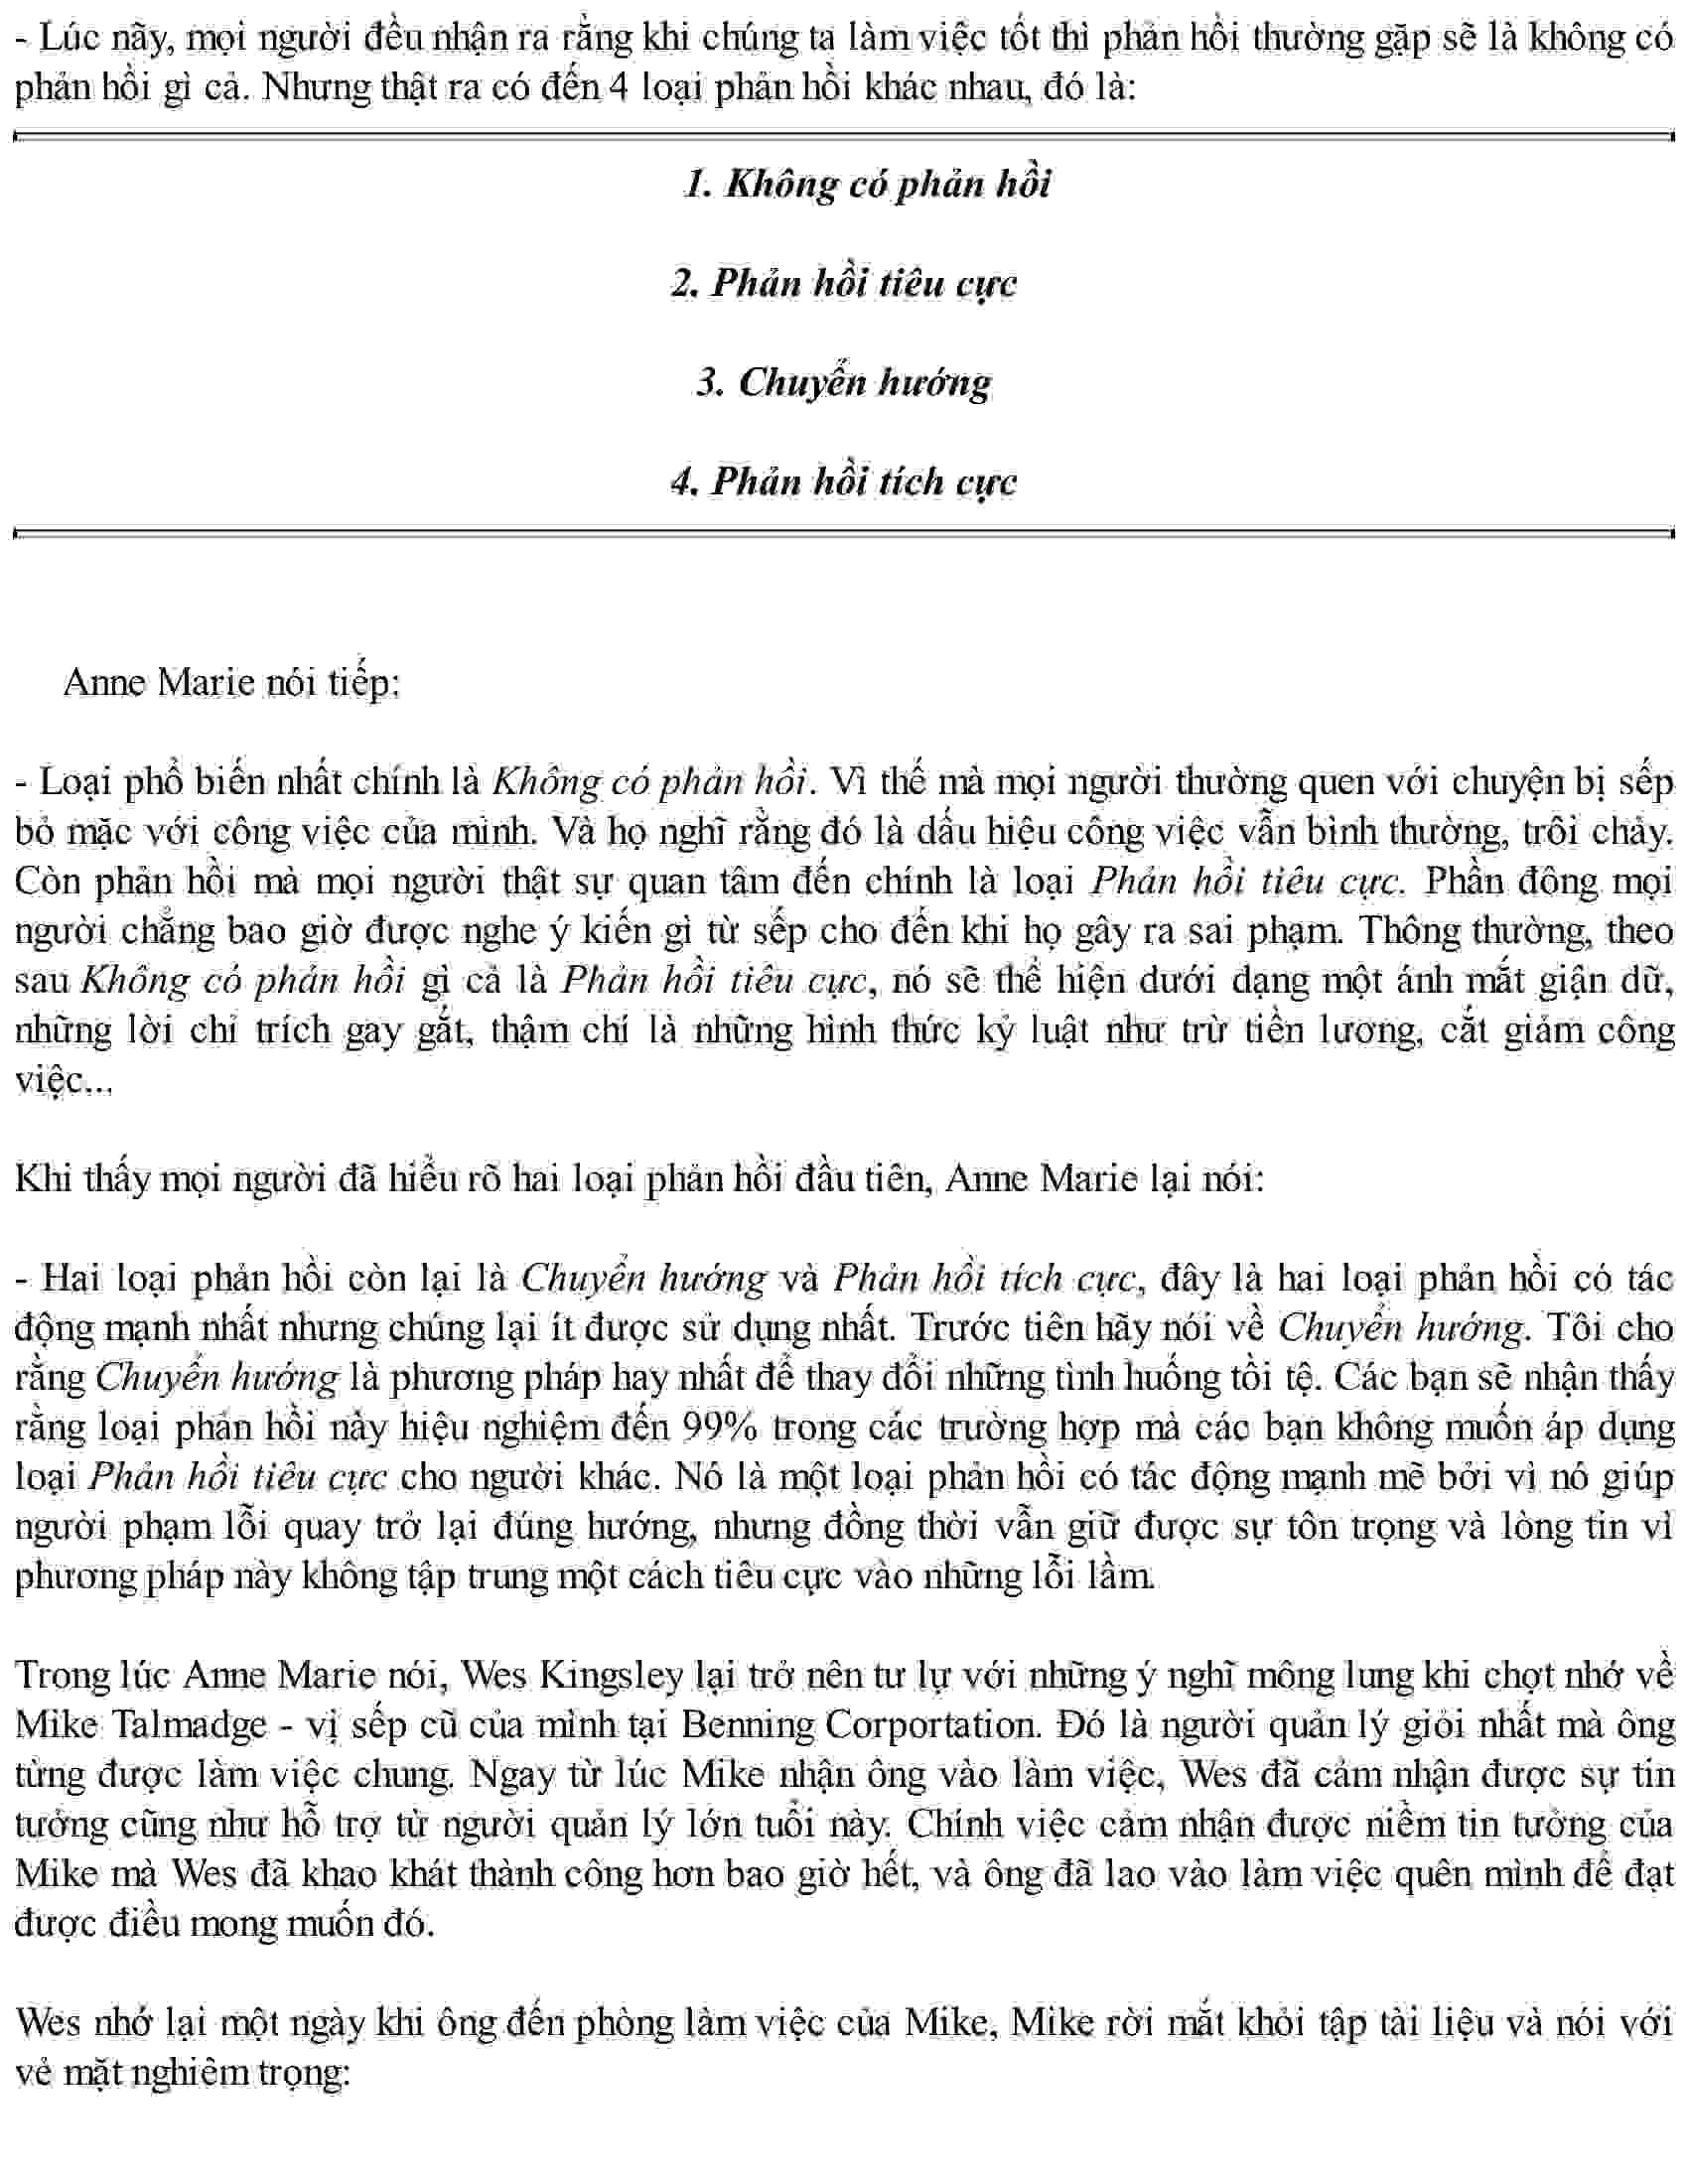 - Lúc nãy, mọi người đều nhận ra rằng khi chúng ta làm việc tốt thì phản hồi thường gặp sẽ là không có
phản hồi gì cả. Nhưng thật ra có đến 4 loại phản hồi khác nhau, đó là:
1. Không có phản hồi
2. Phản hồi tiêu cực
3. Chuyển hướng
4. Phản hồi tích cực
Anne Marie nói tiếp:
- Loại phổ biến nhất chính là Không có phản hồi. Vì thế mà mọi người thường quen với chuyện bị sếp
bỏ mặc với công việc của mình. Và họ nghĩ rằng đó là dấu hiệu công việc vẫn bình thường, trôi chảy.
Còn phản hồi mà mọi người thật sự quan tâm đến chính là loại Phản hồi tiêu cực. Phần đông mọi
người chẳng bao giờ được nghe ý kiến gì từ sếp cho đến khi họ gây ra sai phạm. Thông thường, theo
sau Không có phản hồi gì cả là Phản hồi tiêu cực, nó sẽ thể hiện dưới dạng một ánh mắt giận dữ,
những lời chỉ trích gay gắt, thậm chí là những hình thức kỷ luật như trừ tiền lương, cắt giảm công
việc...
Khi thấy mọi người đã hiểu rõ hai loại phản hồi đầu tiên, Anne Marie lại nói:
- Hai loại phản hồi còn lại là Chuyển hướng và Phản hồi tích cực, đây là hai loại phản hồi có tác
động mạnh nhất nhưng chúng lại ít được sử dụng nhất. Trước tiên hãy nói về Chuyển hướng. Tôi cho
rằng Chuyển hướng là phương pháp hay nhất để thay đổi những tình huống tồi tệ. Các bạn sẽ nhận thấy
rằng loại phản hồi này hiệu nghiệm đến 99% trong các trường hợp mà các bạn không muốn áp dụng
loại Phản hồi tiêu cực cho người khác. Nó là một loại phản hồi có tác động mạnh mẽ bởi vì nó giúp
người phạm lỗi quay trở lại đúng hướng, nhưng đồng thời vẫn giữ được sự tôn trọng và lòng tin vì
phương pháp này không tập trung một cách tiêu cực vào những lỗi lầm.
Trong lúc Anne Marie nói, Wes Kingsley lại trở nên tư lự với những ý nghĩ mông lung khi chợt nhớ về
Mike Talmadge - vị sếp cũ của mình tại Benning Corportation. Đó là người quản lý giỏi nhất mà ông
từng được làm việc chung. Ngay từ lúc Mike nhận ông vào làm việc, Wes đã cảm nhận được sự tin
tưởng cũng như hỗ trợ từ người quản lý lớn tuổi này. Chính việc cảm nhận được niềm tin tưởng của
Mike mà Wes đã khao khát thành công hơn bao giờ hết, và ông đã lao vào làm việc quên mình để đạt
được điều mong muốn đó.
Wes nhớ lại một ngày khi ông đến phòng làm việc của Mike, Mike rời mắt khỏi tập tài liệu và nói với
vẻ mặt nghiêm trọng: